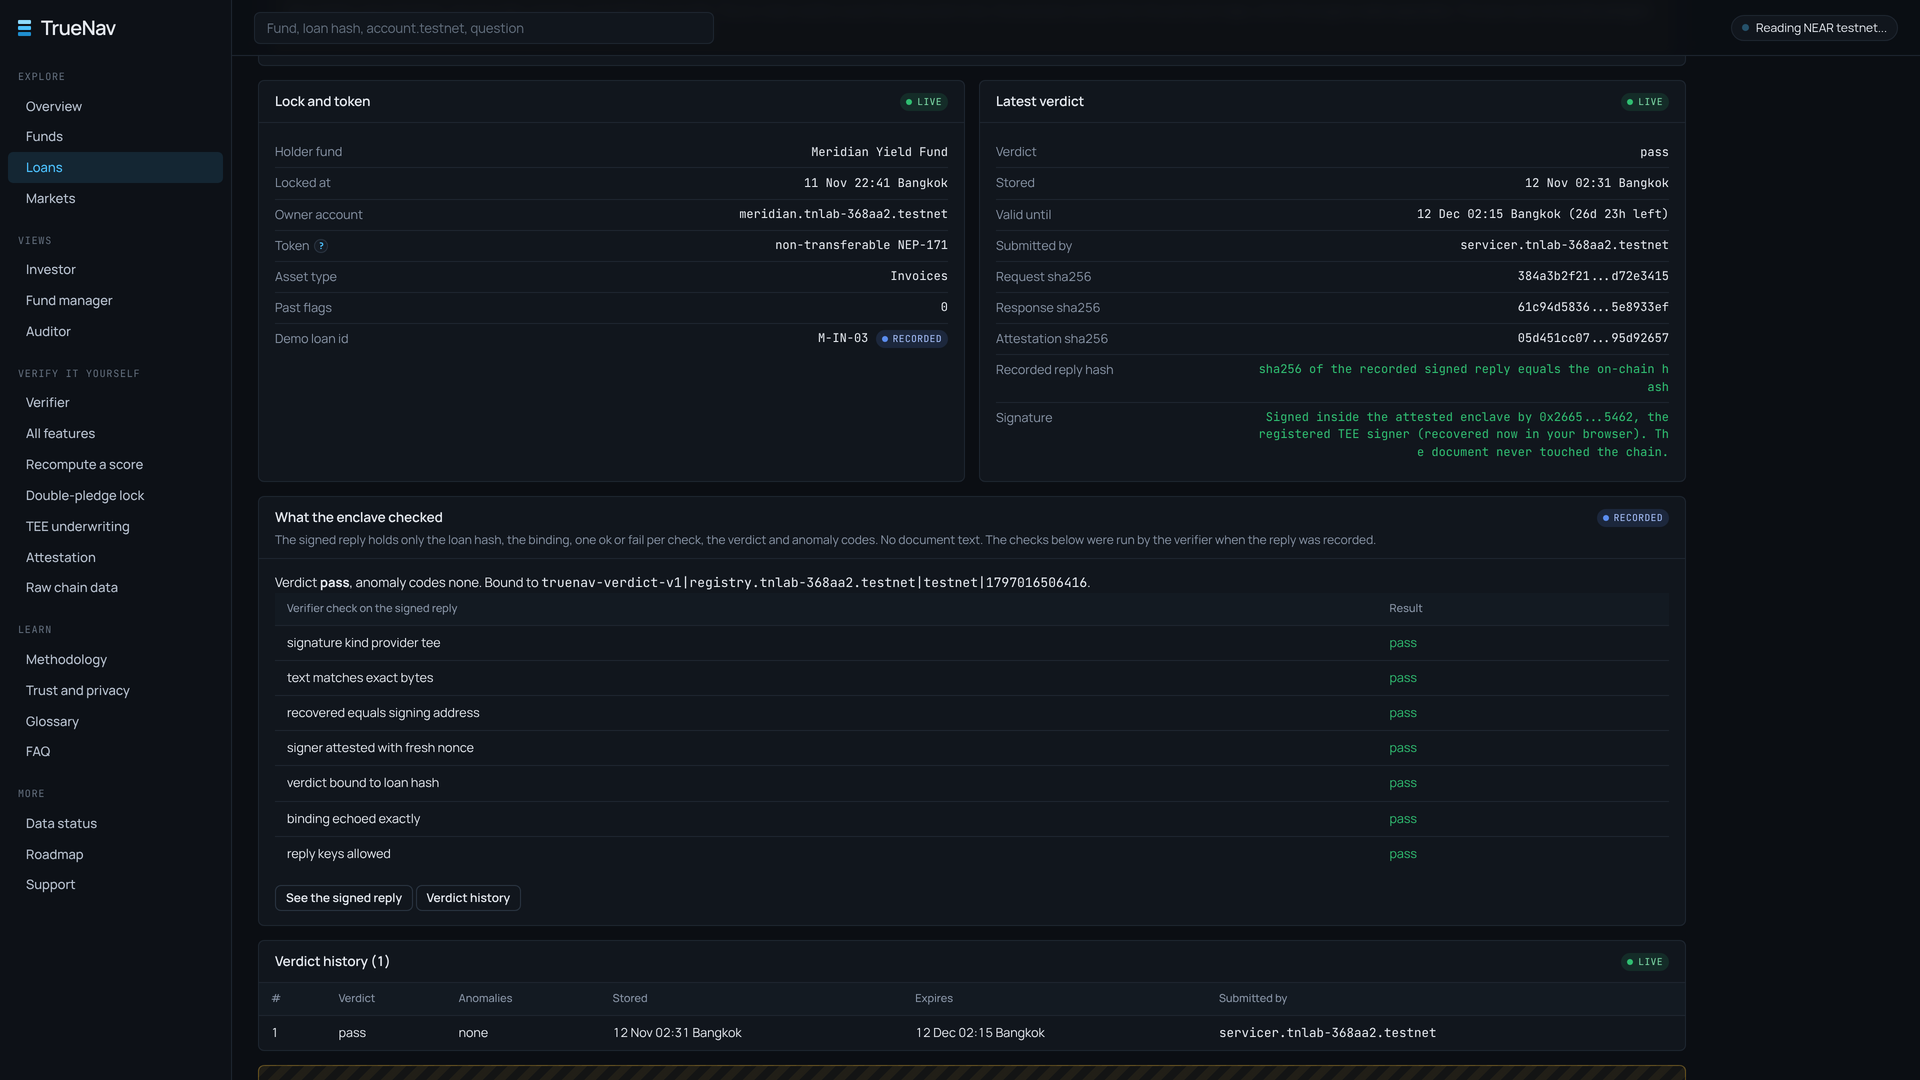 TrueNav
Fund, loan hash, account.testnet, question
Reading NEAR testnet...
EXPLORE
Overview
Funds
Loans
Markets
VIEWS
Investor
Fund manager
Auditor
VERIFY IT YOURSELF
Verifier
All features
Recompute a score
Double-pledge lock
TEE underwriting
Attestation
Raw chain data
LEARN
Methodology
Trust and privacy
Glossary
FAQ
MORE
Data status
Roadmap
Support
Lock and token
LIVE
Holder fund Meridian Yield Fund
Locked at 11 Nov 22:41 Bangkok
Owner account meridian.tnlab-368aa2.testnet
Token ? non-transferable NEP-171
Asset type Invoices
Past flags 0
Demo loan id M-IN-03 RECORDED
Latest verdict
LIVE
Verdict pass
Stored 12 Nov 02:31 Bangkok
Valid until 12 Dec 02:15 Bangkok (26d 23h left)
Submitted by servicer.tnlab-368aa2.testnet
Request sha256 384a3b2f21...d72e3415
Response sha256 61c94d5836...5e8933ef
Attestation sha256 05d451cc07...95d92657
Recorded reply hash sha256 of the recorded signed reply equals the on-chain h
ash
Signature Signed inside the attested enclave by 0x2665...5462, the
registered TEE signer (recovered now in your browser). Th
e document never touched the chain.
What the enclave checked
RECORDED
The signed reply holds only the loan hash, the binding, one ok or fail per check, the verdict and anomaly codes. No document text. The checks below were run by the verifier when the reply was recorded.
Verdict pass, anomaly codes none. Bound to truenav-verdict-v1|registry.tnlab-368aa2.testnet|testnet|1797016506416.
Verifier check on the signed reply Result
signature kind provider tee pass
text matches exact bytes pass
recovered equals signing address pass
signer attested with fresh nonce pass
verdict bound to loan hash pass
binding echoed exactly pass
reply keys allowed pass
See the signed reply Verdict history
Verdict history (1)
LIVE
# Verdict Anomalies Stored Expires Submitted by
1 pass none 12 Nov 02:31 Bangkok 12 Dec 02:15 Bangkok servicer.tnlab-368aa2.testnet